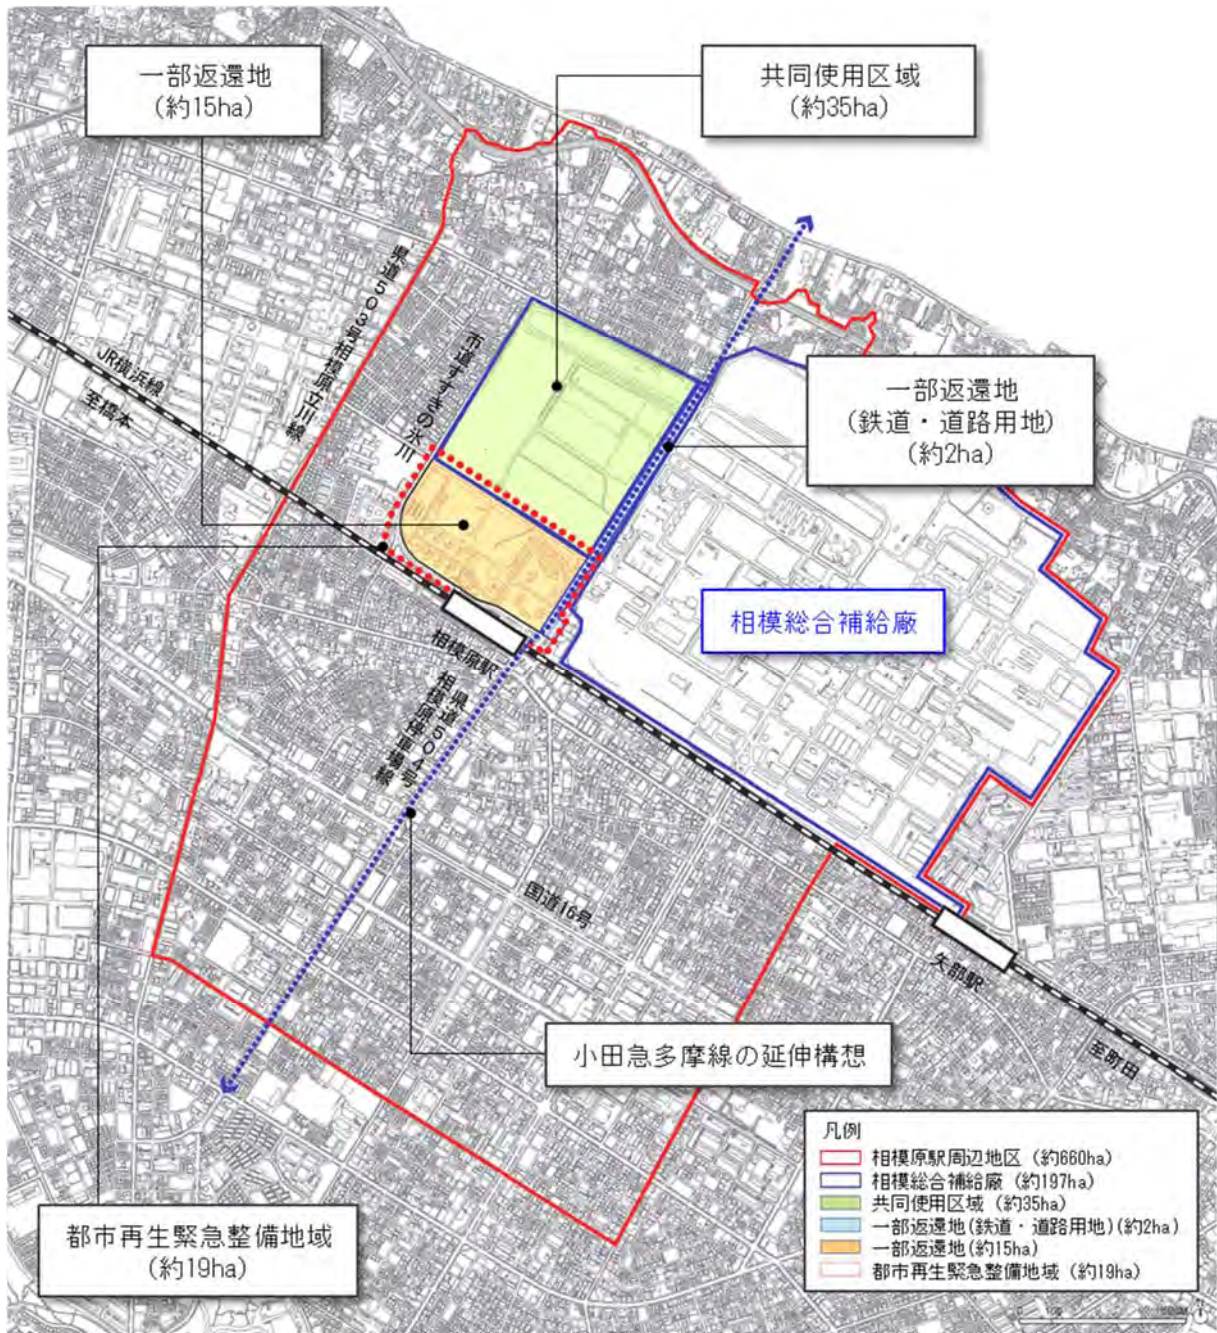 一部返還地
(約15ha)
共同使用区域
(約35ha)
県道503号相模原立川線
市道すすきの氷川
JR横浜線
至橋本
一部返還地
(鉄道・道路用地)
(約2ha)
相模総合補給廠
相模原駅
県道504号
相模原停車場線
国道16号
矢部駅
至町田
小田急多摩線の延伸構想
都市再生緊急整備地域
(約19ha)
凡例
相模原駅周辺地区 (約660ha)
相模総合補給廠 (約197ha)
共同使用区域 (約35ha)
一部返還地(鉄道・道路用地)(約2ha)
一部返還地(約15ha)
都市再生緊急整備地域 (約19ha)